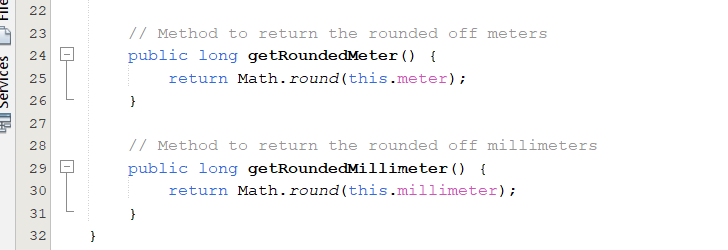 File
Services
22
23 // Method to return the rounded off meters
24 public long getRoundedMeter() {
25 return Math.round(this.meter);
26 }
27
28 // Method to return the rounded off millimeters
29 public long getRoundedMillimeter() {
30 return Math.round(this.millimeter);
31 }
32 }